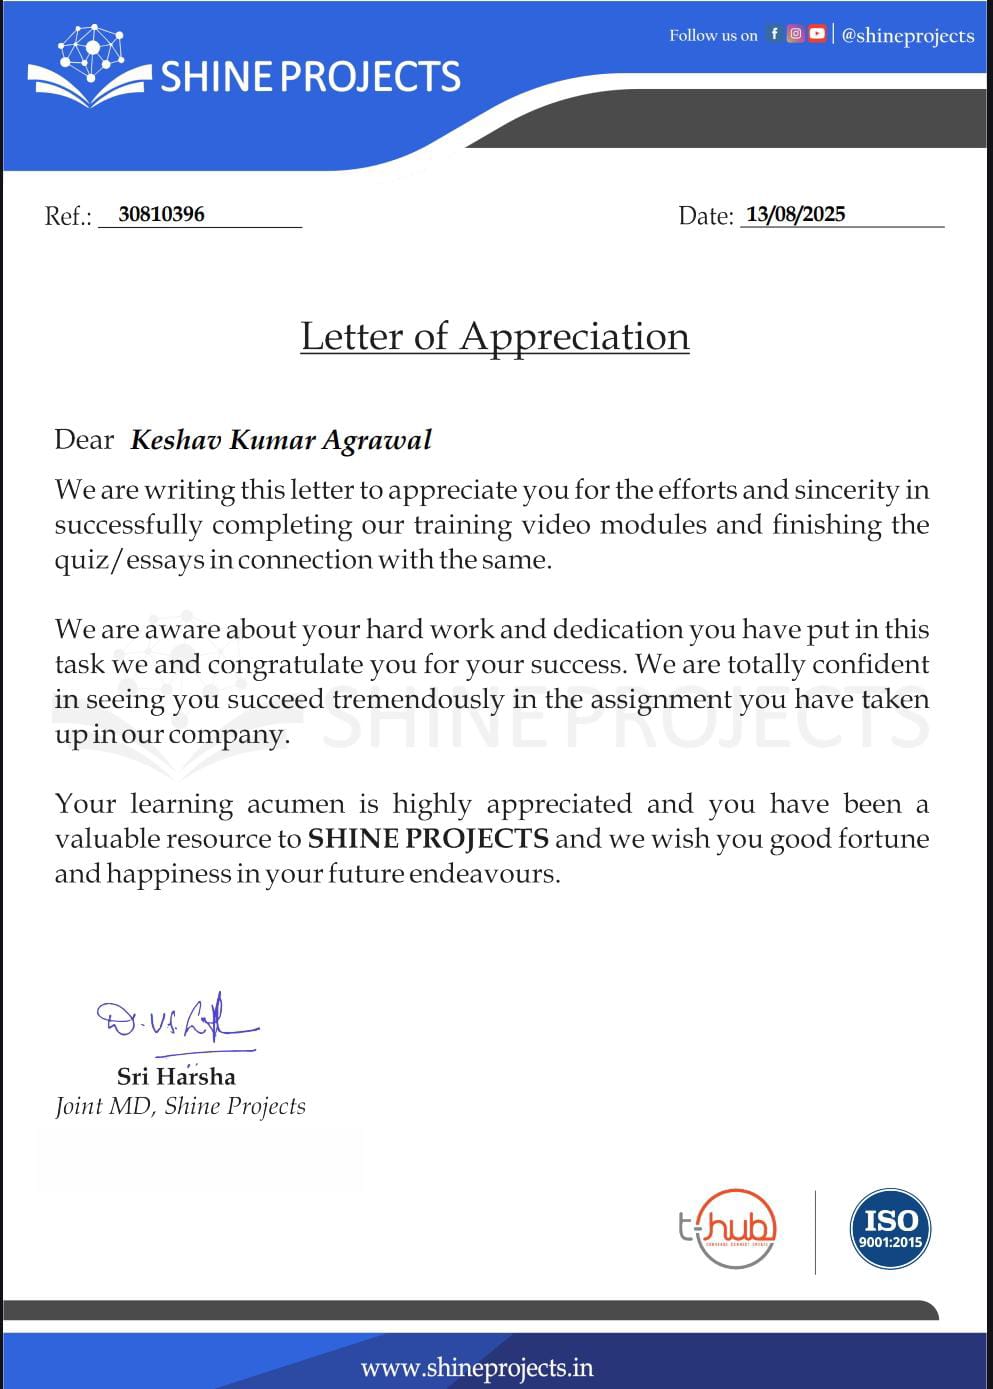 Follow us on | @shineprojects
SHINE PROJECTS
Ref.: 30810396
Date: 13/08/2025
Letter of Appreciation
Dear Keshav Kumar Agrawal
We are writing this letter to appreciate you for the efforts and sincerity in
successfully completing our training video modules and finishing the
quiz/essays in connection with the same.
We are aware about your hard work and dedication you have put in this
task we and congratulate you for your success. We are totally confident
in seeing you succeed tremendously in the assignment you have taken
up in our company.
SHINE PROJECTS
Your learning acumen is highly appreciated and you have been a
valuable resource to SHINE PROJECTS and we wish you good fortune
and happiness in your future endeavours.
Sri Harsha
Joint MD, Shine Projects
t-hub
ISO
9001:2015
www.shineprojects.in